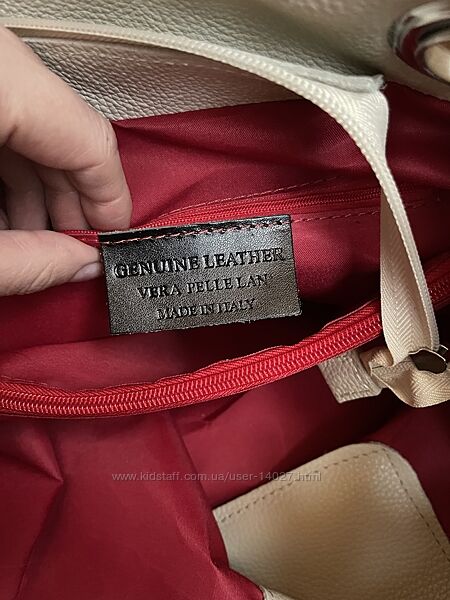 GENUINE LEATHER
VERA PELLE LAN
MADE IN ITALY
www.kidstaff.com.ua/user-14027.html